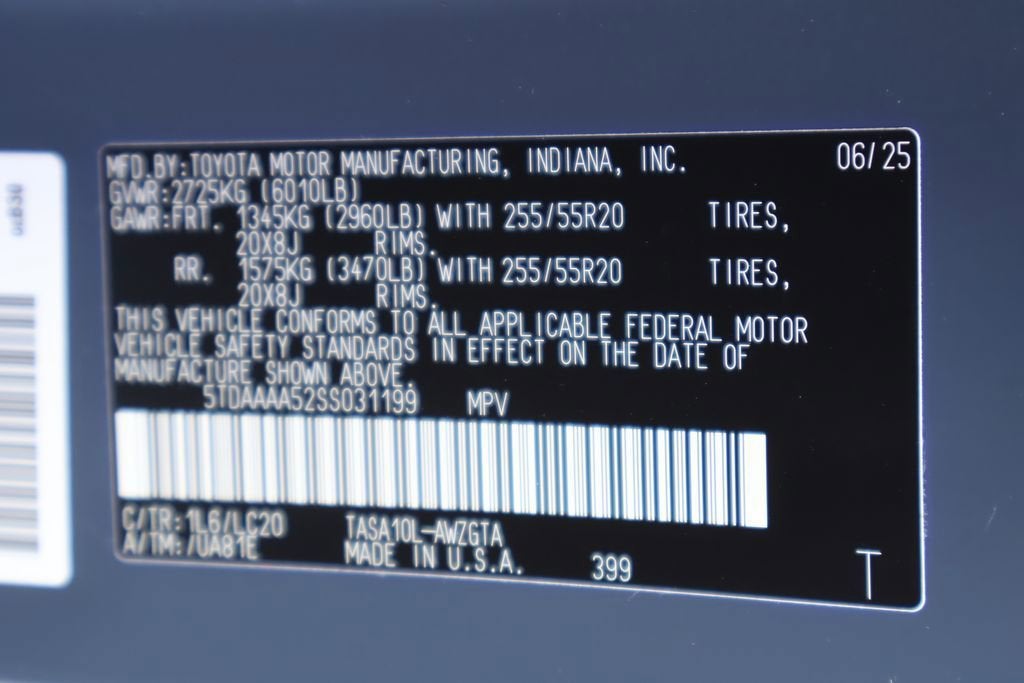 MFD.BY:TOYOTA MOTOR MANUFACTURING, INDIANA, INC. 06/25
GVWR:2725KG (6010LB)
GAWR:FRT. 1345KG (2960LB) WITH 255/55R20 TIRES,
20X8J RIMS.
RR. 1575KG (3470LB) WITH 255/55R20 TIRES,
20X8J RIMS.
THIS VEHICLE CONFORMS TO ALL APPLICABLE FEDERAL MOTOR
VEHICLE SAFETY STANDARDS IN EFFECT ON THE DATE OF
MANUFACTURE SHOWN ABOVE.
5TDAAAA52SS031199 MPV
C/TR:1L6/LC20 TASA10L-AWZGTA
A/TM:/UA81E MADE IN U.S.A. 399 T